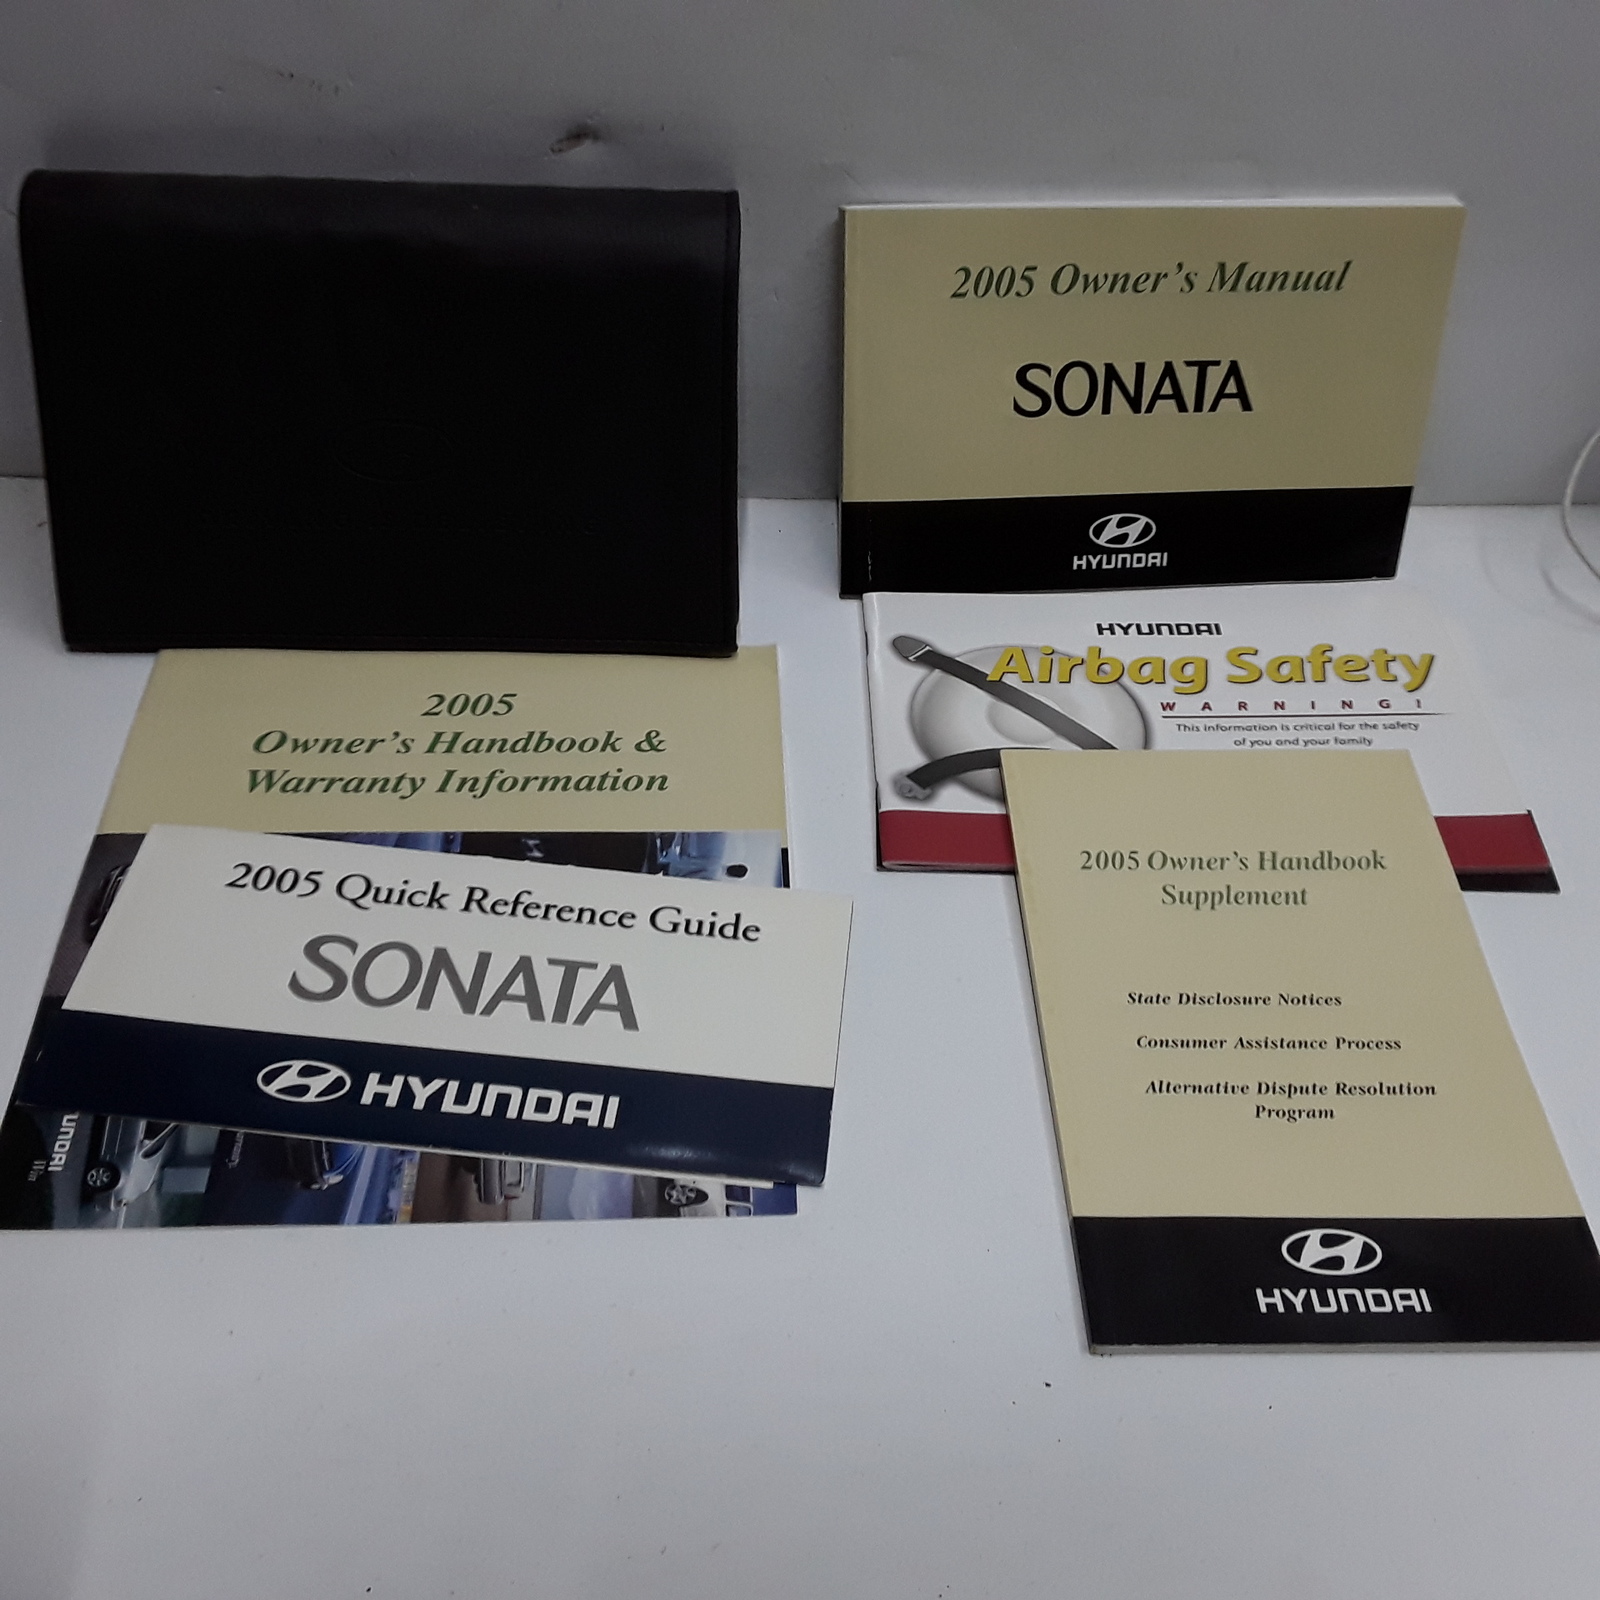 2005 Owner's Manual
SONATA
HYUNDAI
HYUNDAI
Airbag Safety
WARNING!
This information is critical for the safety
of you and your family
2005
Owner's Handbook &
Warranty Information
2005 Quick Reference Guide
SONATA
HYUNDAI
2005 Owner's Handbook
Supplement
State Disclosure Notices
Consumer Assistance Process
Alternative Dispute Resolution
Program
HYUNDAI